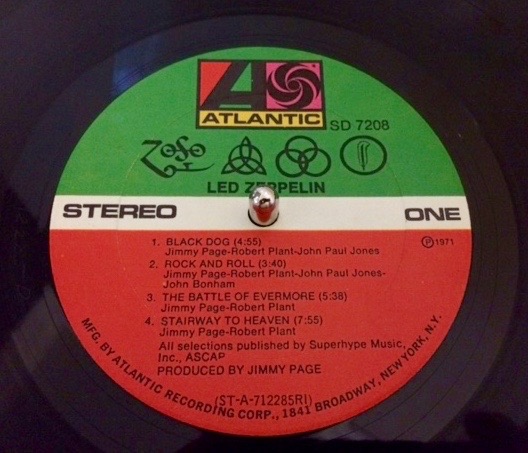 ATLANTIC
SD 7208
LED ZEPPELIN
STEREO
ONE
℗ 1971
1. BLACK DOG (4:55)
Jimmy Page-Robert Plant-John Paul Jones
2. ROCK AND ROLL (3:40)
Jimmy Page-Robert Plant-John Paul Jones-
John Bonham
3. THE BATTLE OF EVERMORE (5:38)
Jimmy Page-Robert Plant
4. STAIRWAY TO HEAVEN (7:55)
Jimmy Page-Robert Plant
All selections published by Superhype Music,
Inc., ASCAP
PRODUCED BY JIMMY PAGE
(ST-A-712285RI)
MFG. BY ATLANTIC RECORDING CORP., 1841 BROADWAY, NEW YORK, N.Y.